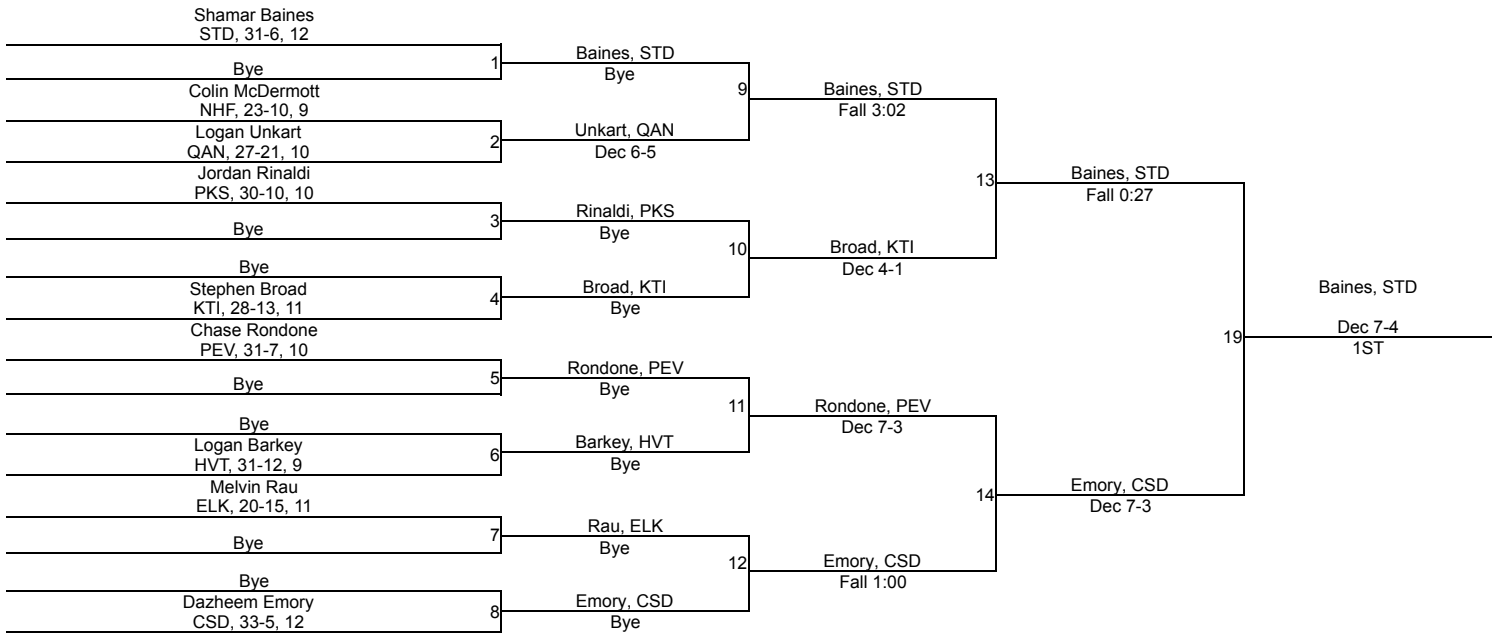 Shamar Baines
STD, 31-6, 12
Bye
1
Colin McDermott
NHF, 23-10, 9
Logan Unkart
QAN, 27-21, 10
2
Jordan Rinaldi
PKS, 30-10, 10
Bye
3
Bye
Stephen Broad
KTI, 28-13, 11
4
Chase Rondone
PEV, 31-7, 10
Bye
5
Bye
Logan Barkey
HVT, 31-12, 9
6
Melvin Rau
ELK, 20-15, 11
Bye
7
Bye
Dazheem Emory
CSD, 33-5, 12
8
Baines, STD
Bye
9
Unkart, QAN
Dec 6-5
Rinaldi, PKS
Bye
10
Broad, KTI
Bye
Rondone, PEV
Bye
11
Barkey, HVT
Bye
Rau, ELK
Bye
12
Emory, CSD
Bye
Baines, STD
Fall 3:02
13
Broad, KTI
Dec 4-1
Rondone, PEV
Dec 7-3
14
Emory, CSD
Fall 1:00
Baines, STD
Fall 0:27
19
Emory, CSD
Dec 7-3
Baines, STD
Dec 7-4
1ST